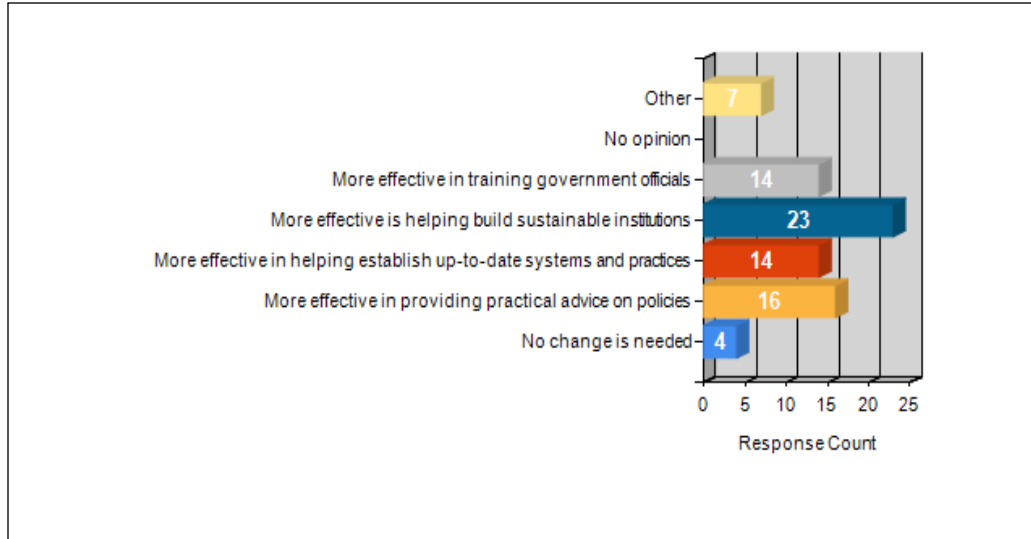 Other
7
No opinion
More effective in training government officials
14
More effective is helping build sustainable institutions
23
More effective in helping establish up-to-date systems and practices
14
More effective in providing practical advice on policies
16
No change is needed
4
0 5 10 15 20 25
Response Count